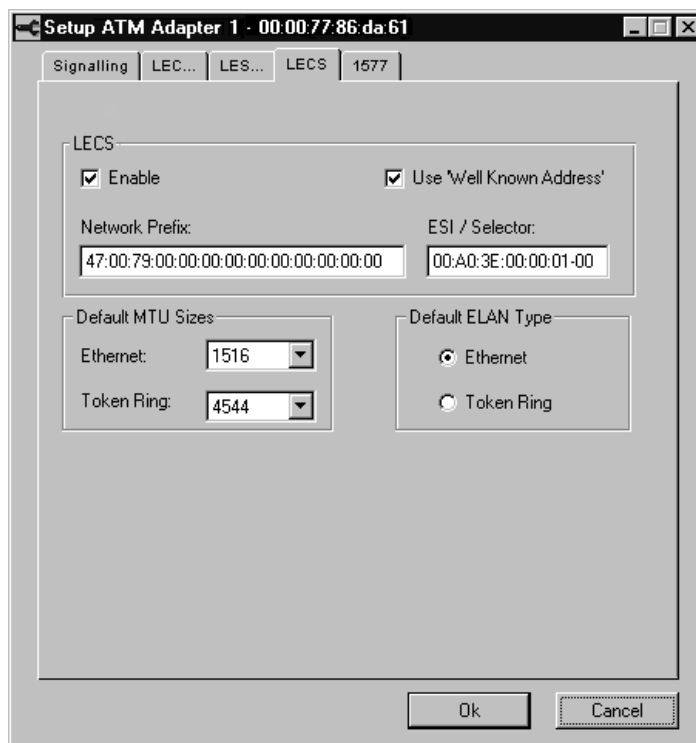 Setup ATM Adapter 1 - 00:00:77:86:da:61
Signalling LEC... LES... LECS 1577
LECS
Enable Use 'Well Known Address'
Network Prefix: ESI / Selector:
47:00:79:00:00:00:00:00:00:00:00:00:00 00:A0:3E:00:00:01-00
Default MTU Sizes Default ELAN Type
Ethernet: 1516 Ethernet
Token Ring: 4544 Token Ring
Ok Cancel